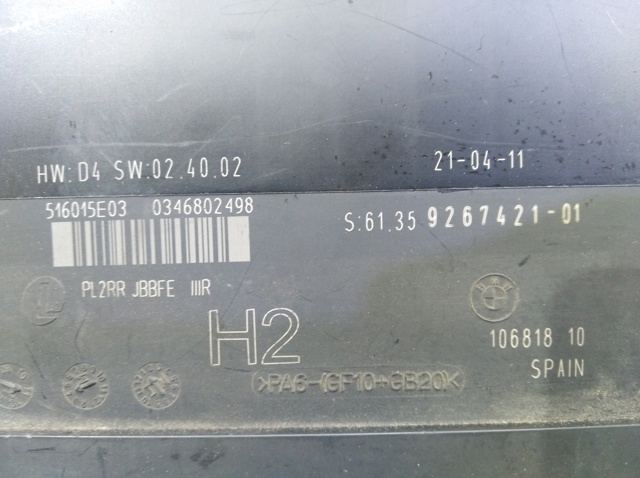 HW:D4 SW:02.40.02
21-04-11
516015E03 0346802498
S:61.35 9267421-01
PL2RR JBBFE IIIR
H2
106818 10
>PA6-(GF10+GB20)<
SPAIN